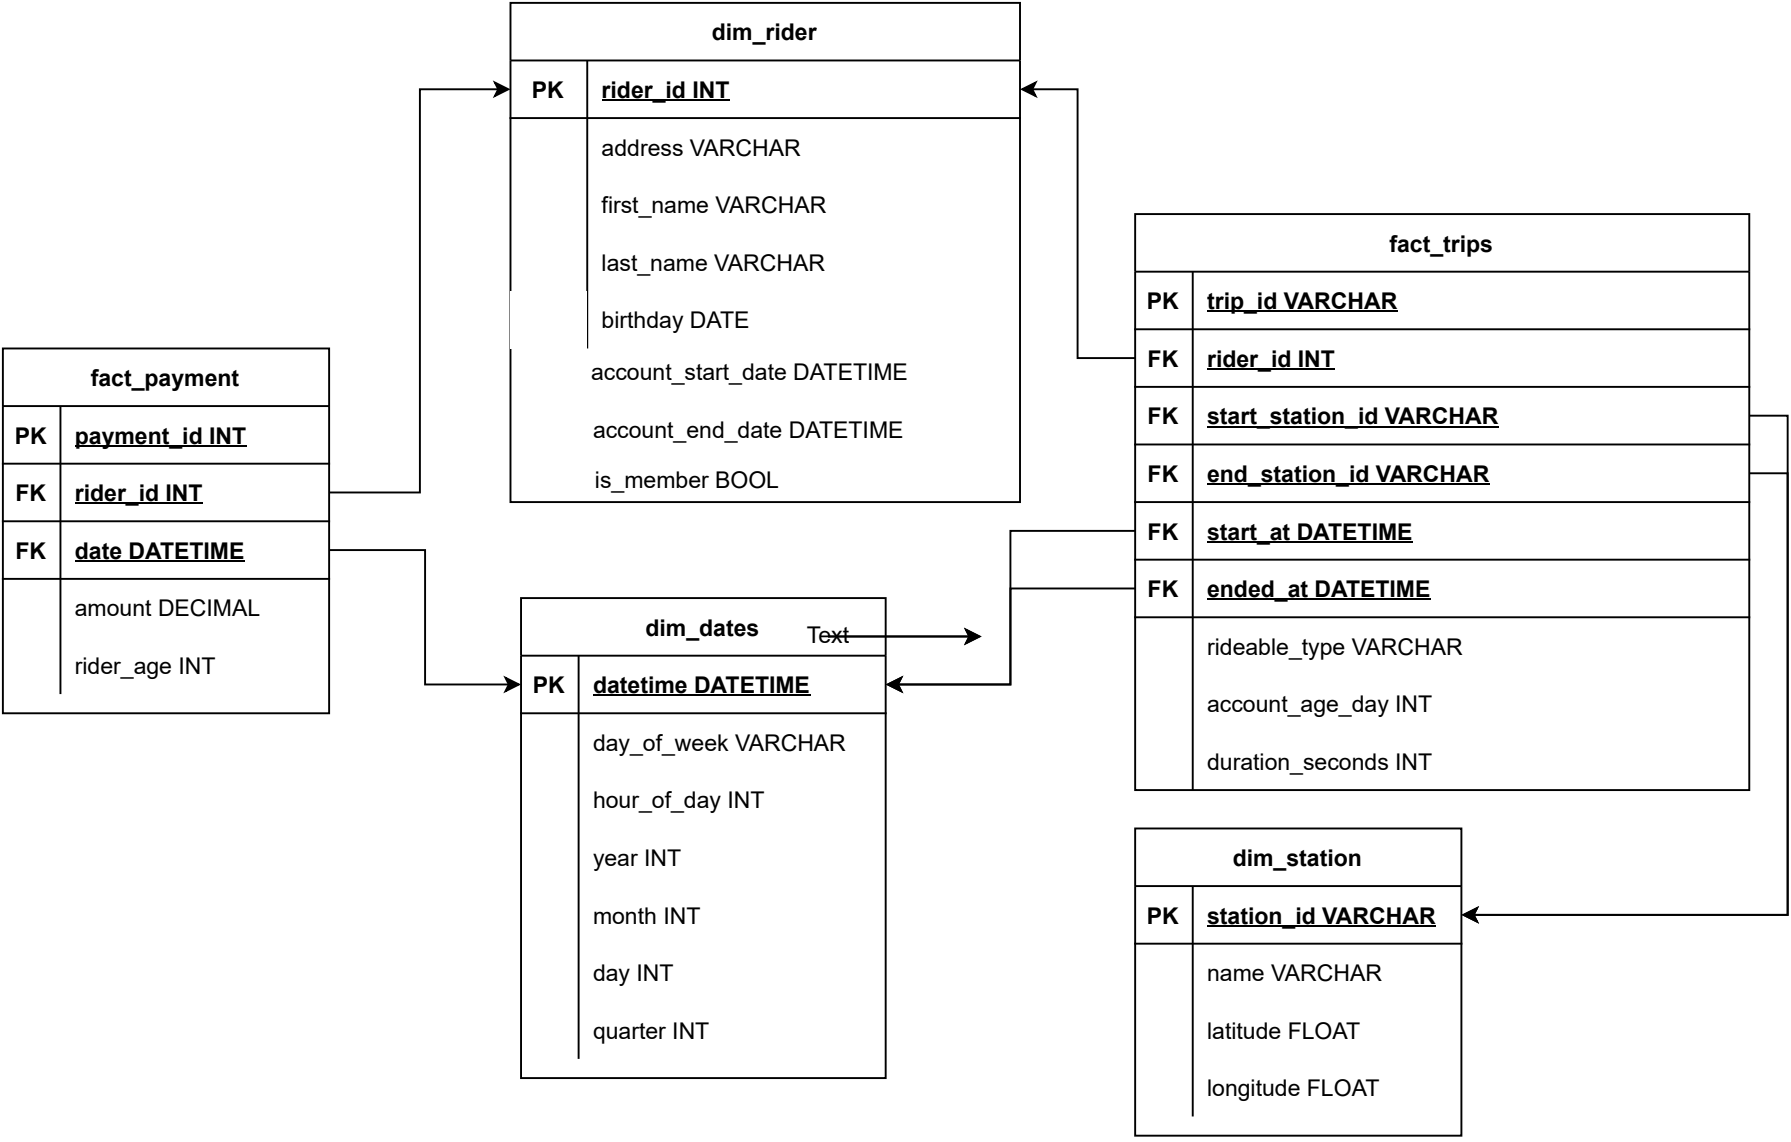 dim_rider
PK rider_id INT
address VARCHAR
first_name VARCHAR
last_name VARCHAR
birthday DATE
account_start_date DATETIME
account_end_date DATETIME
is_member BOOL
fact_payment
PK payment_id INT
FK rider_id INT
FK date DATETIME
amount DECIMAL
rider_age INT
dim_dates
Text
PK datetime DATETIME
day_of_week VARCHAR
hour_of_day INT
year INT
month INT
day INT
quarter INT
fact_trips
PK trip_id VARCHAR
FK rider_id INT
FK start_station_id VARCHAR
FK end_station_id VARCHAR
FK start_at DATETIME
FK ended_at DATETIME
rideable_type VARCHAR
account_age_day INT
duration_seconds INT
dim_station
PK station_id VARCHAR
name VARCHAR
latitude FLOAT
longitude FLOAT